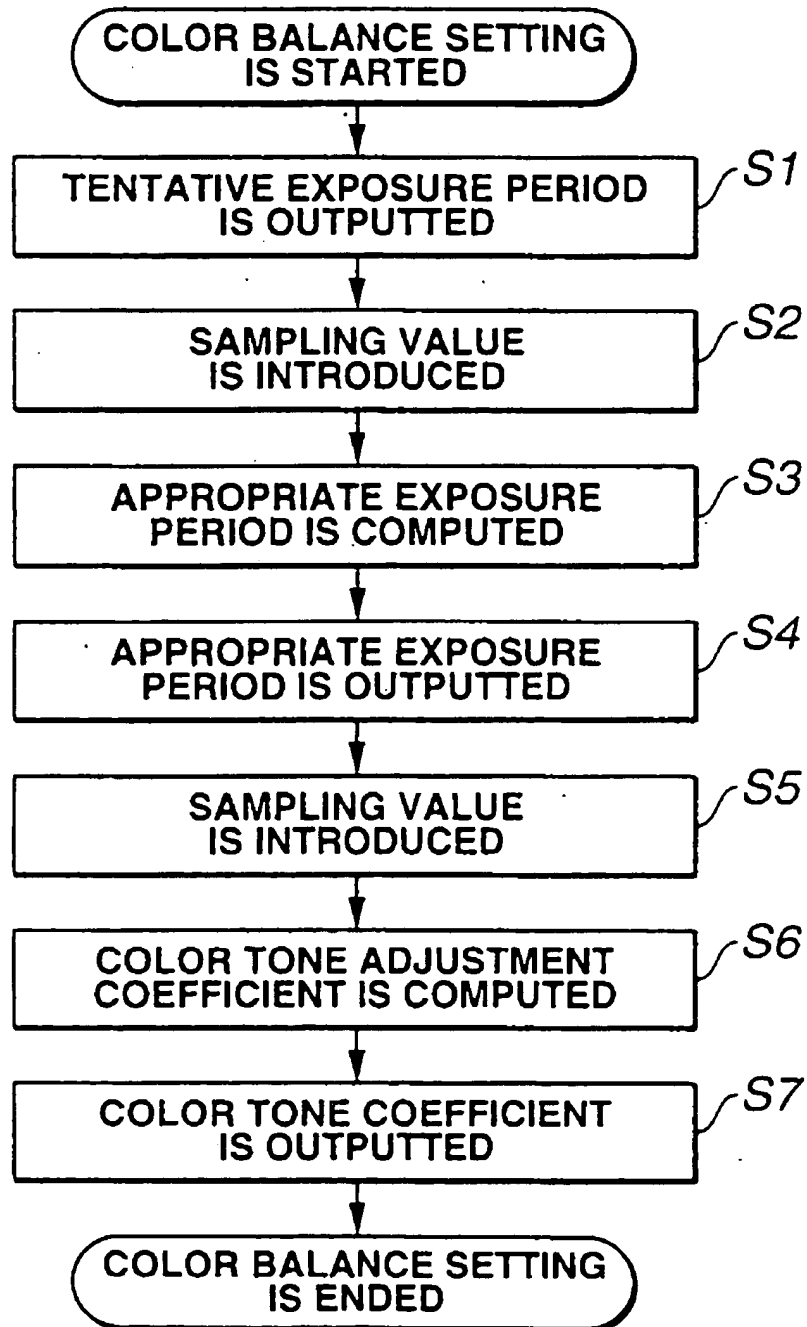 COLOR BALANCE SETTING
IS STARTED
TENTATIVE EXPOSURE PERIOD
IS OUTPUTTED
S1
SAMPLING VALUE
IS INTRODUCED
S2
APPROPRIATE EXPOSURE
PERIOD IS COMPUTED
S3
APPROPRIATE EXPOSURE
PERIOD IS OUTPUTTED
S4
SAMPLING VALUE
IS INTRODUCED
S5
COLOR TONE ADJUSTMENT
COEFFICIENT IS COMPUTED
S6
COLOR TONE COEFFICIENT
IS OUTPUTTED
S7
COLOR BALANCE SETTING
IS ENDED